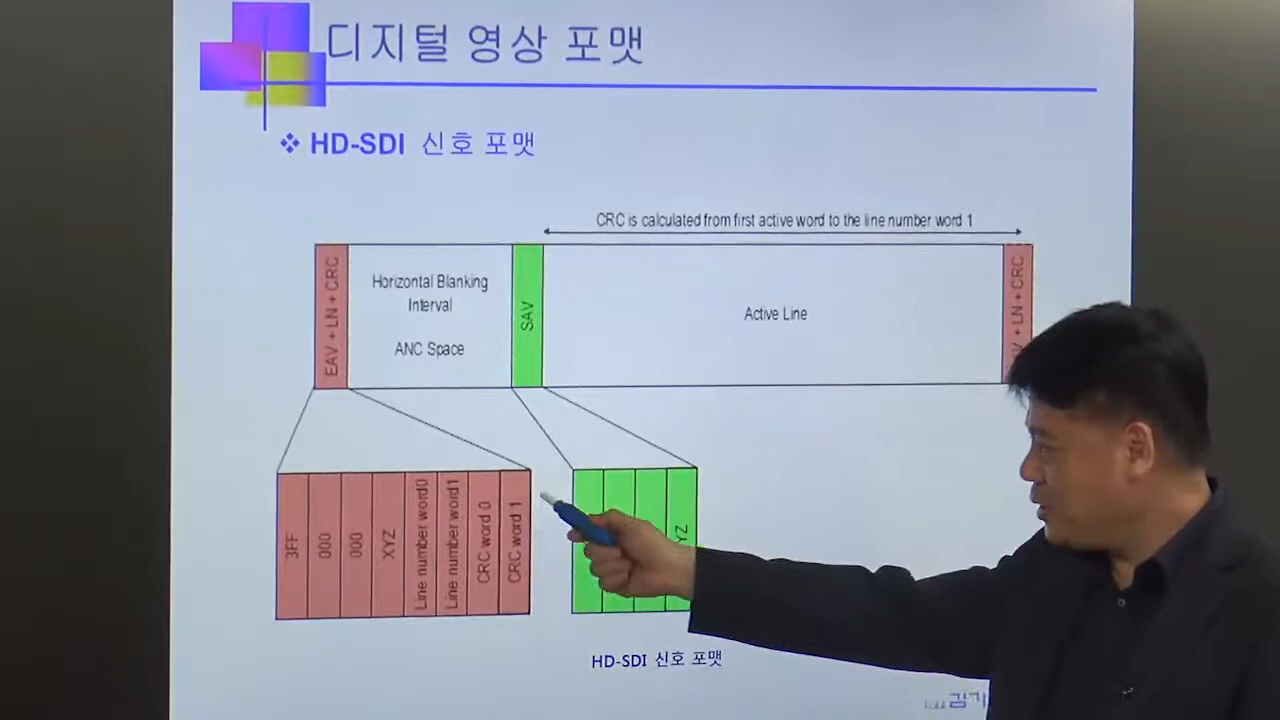 디지털 영상 포맷
❖ HD-SDI 신호 포맷
CRC is calculated from first active word to the line number word 1
EAV + LN + CRC
Horizontal Blanking
Interval
ANC Space
SAV
Active Line
V + LN + CRC
3FF
000
000
XYZ
Line number word0
Line number word1
CRC word 0
CRC word 1
YZ
HD-SDI 신호 포맷